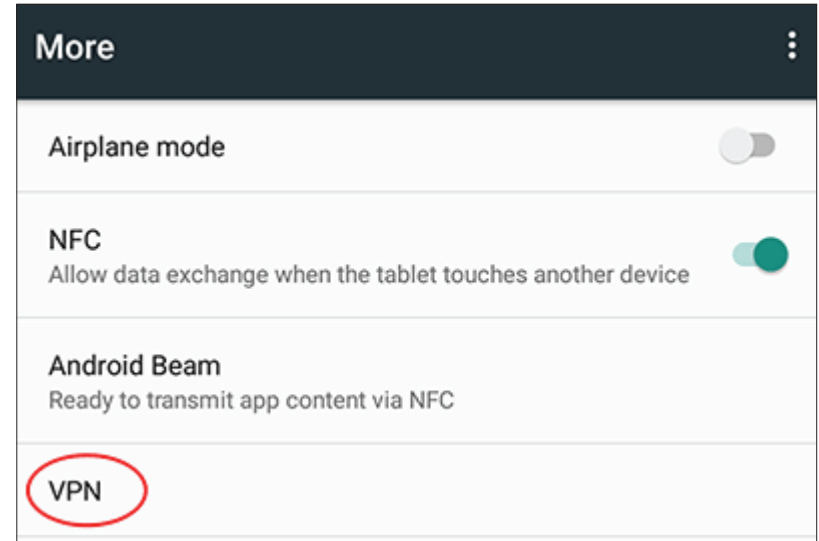 More
Airplane mode
NFC
Allow data exchange when the tablet touches another device
Android Beam
Ready to transmit app content via NFC
VPN